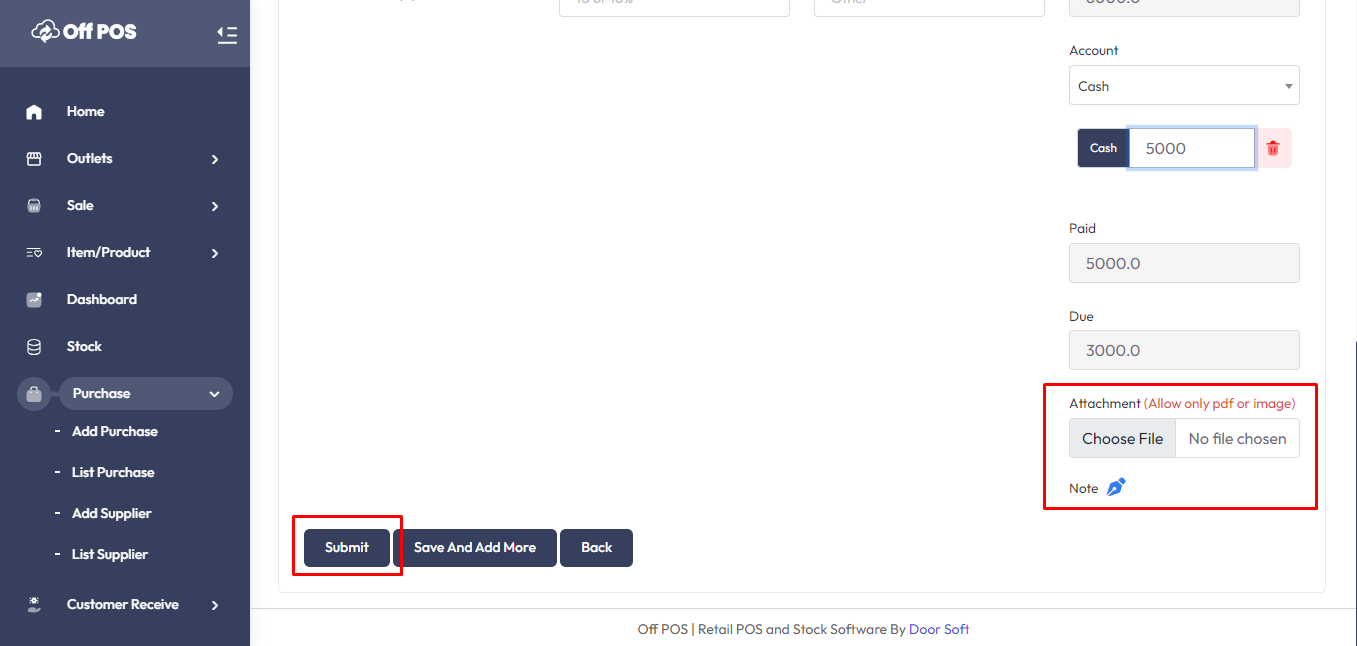 Off POS
Home
Outlets
Sale
Item/Product
Dashboard
Stock
Purchase
- Add Purchase
- List Purchase
- Add Supplier
- List Supplier
Customer Receive
Account
Cash
Cash 5000
Paid
5000.0
Due
3000.0
Attachment (Allow only pdf or image)
Choose File No file chosen
Note
Submit Save And Add More Back
Off POS | Retail POS and Stock Software By Door Soft